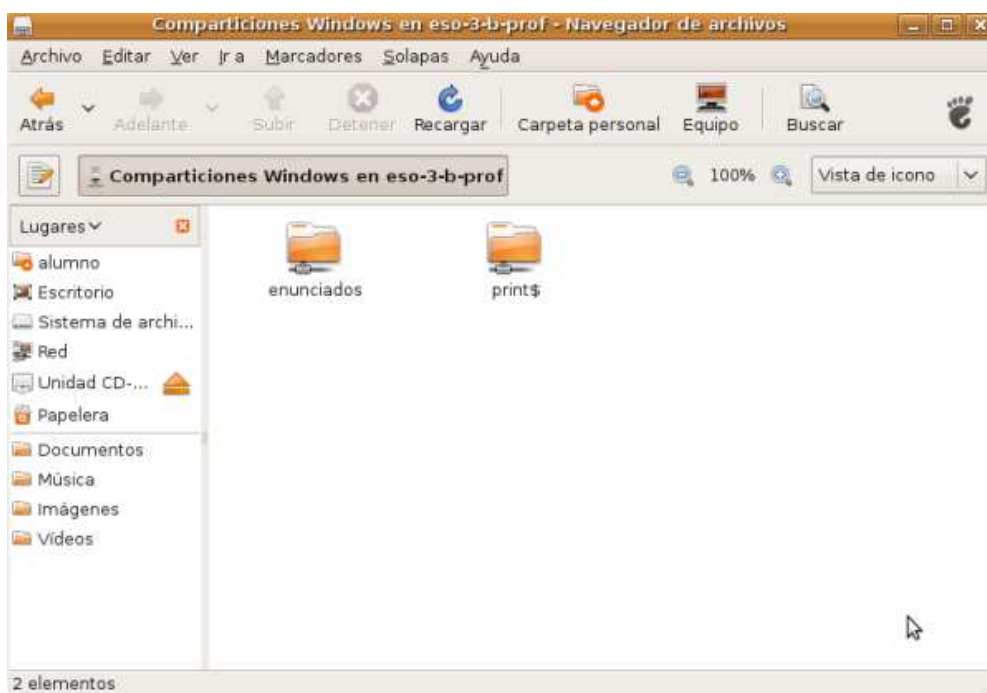 Comparticiones Windows en eso-3-b-prof - Navegador de archivos
Archivo Editar Ver Ir a Marcadores Solapas Ayuda
Atrás Adelante Subir Detener Recargar Carpeta personal Equipo Buscar
Comparticiones Windows en eso-3-b-prof 100% Vista de icono
Lugares
alumno
Escritorio
Sistema de archi...
Red
Unidad CD-...
Papelera
Documentos
Música
Imágenes
Vídeos
enunciados print$
2 elementos